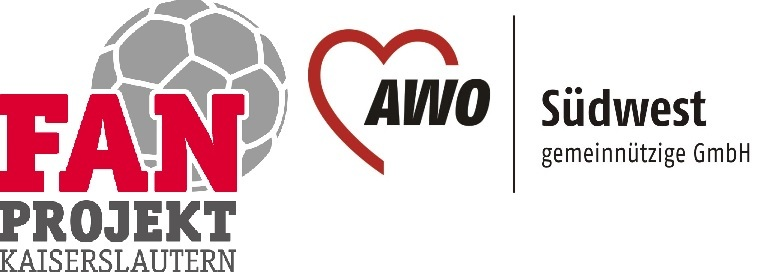 FAN
PROJEKT
KAISERSLAUTERN
AWO
Südwest
gemeinnützige GmbH